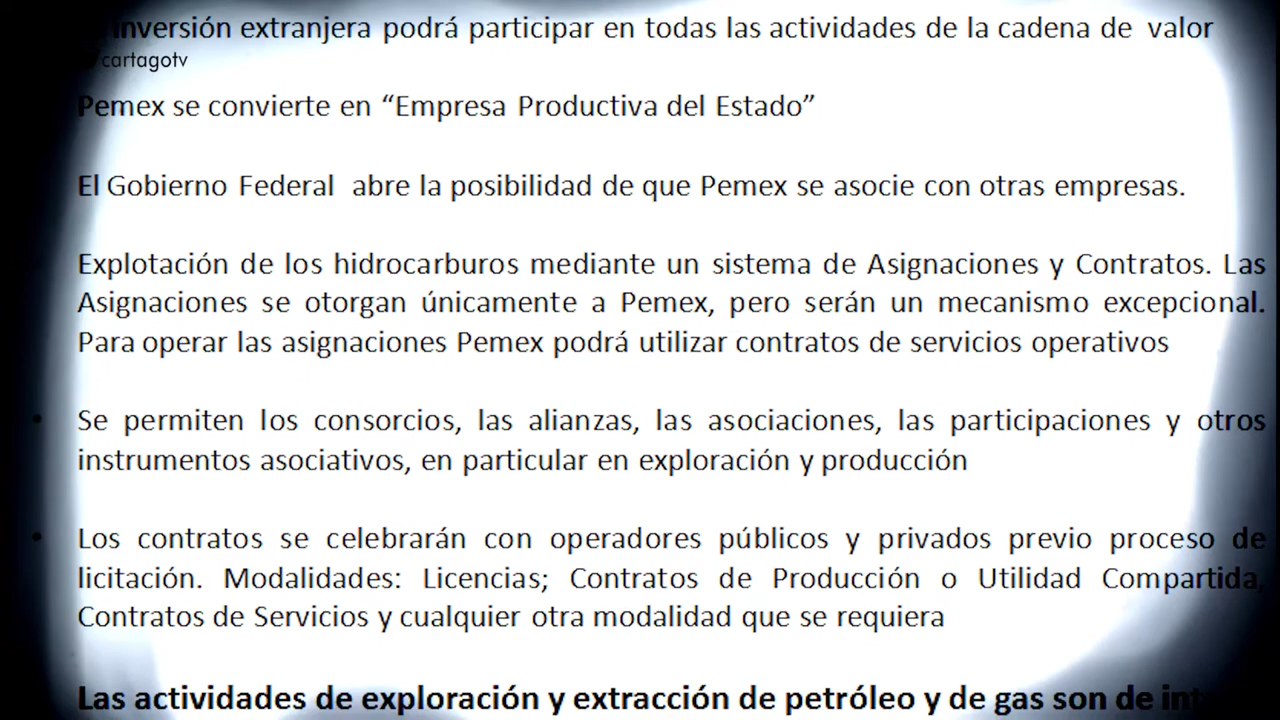 inversión extranjera podrá participar en todas las actividades de la cadena de valor
cartagotv
Pemex se convierte en “Empresa Productiva del Estado”
El Gobierno Federal abre la posibilidad de que Pemex se asocie con otras empresas.
Explotación de los hidrocarburos mediante un sistema de Asignaciones y Contratos. Las
Asignaciones se otorgan únicamente a Pemex, pero serán un mecanismo excepcional.
Para operar las asignaciones Pemex podrá utilizar contratos de servicios operativos
• Se permiten los consorcios, las alianzas, las asociaciones, las participaciones y otros
instrumentos asociativos, en particular en exploración y producción
• Los contratos se celebrarán con operadores públicos y privados previo proceso de
licitación. Modalidades: Licencias; Contratos de Producción o Utilidad Compartida,
Contratos de Servicios y cualquier otra modalidad que se requiera
Las actividades de exploración y extracción de petróleo y de gas son de